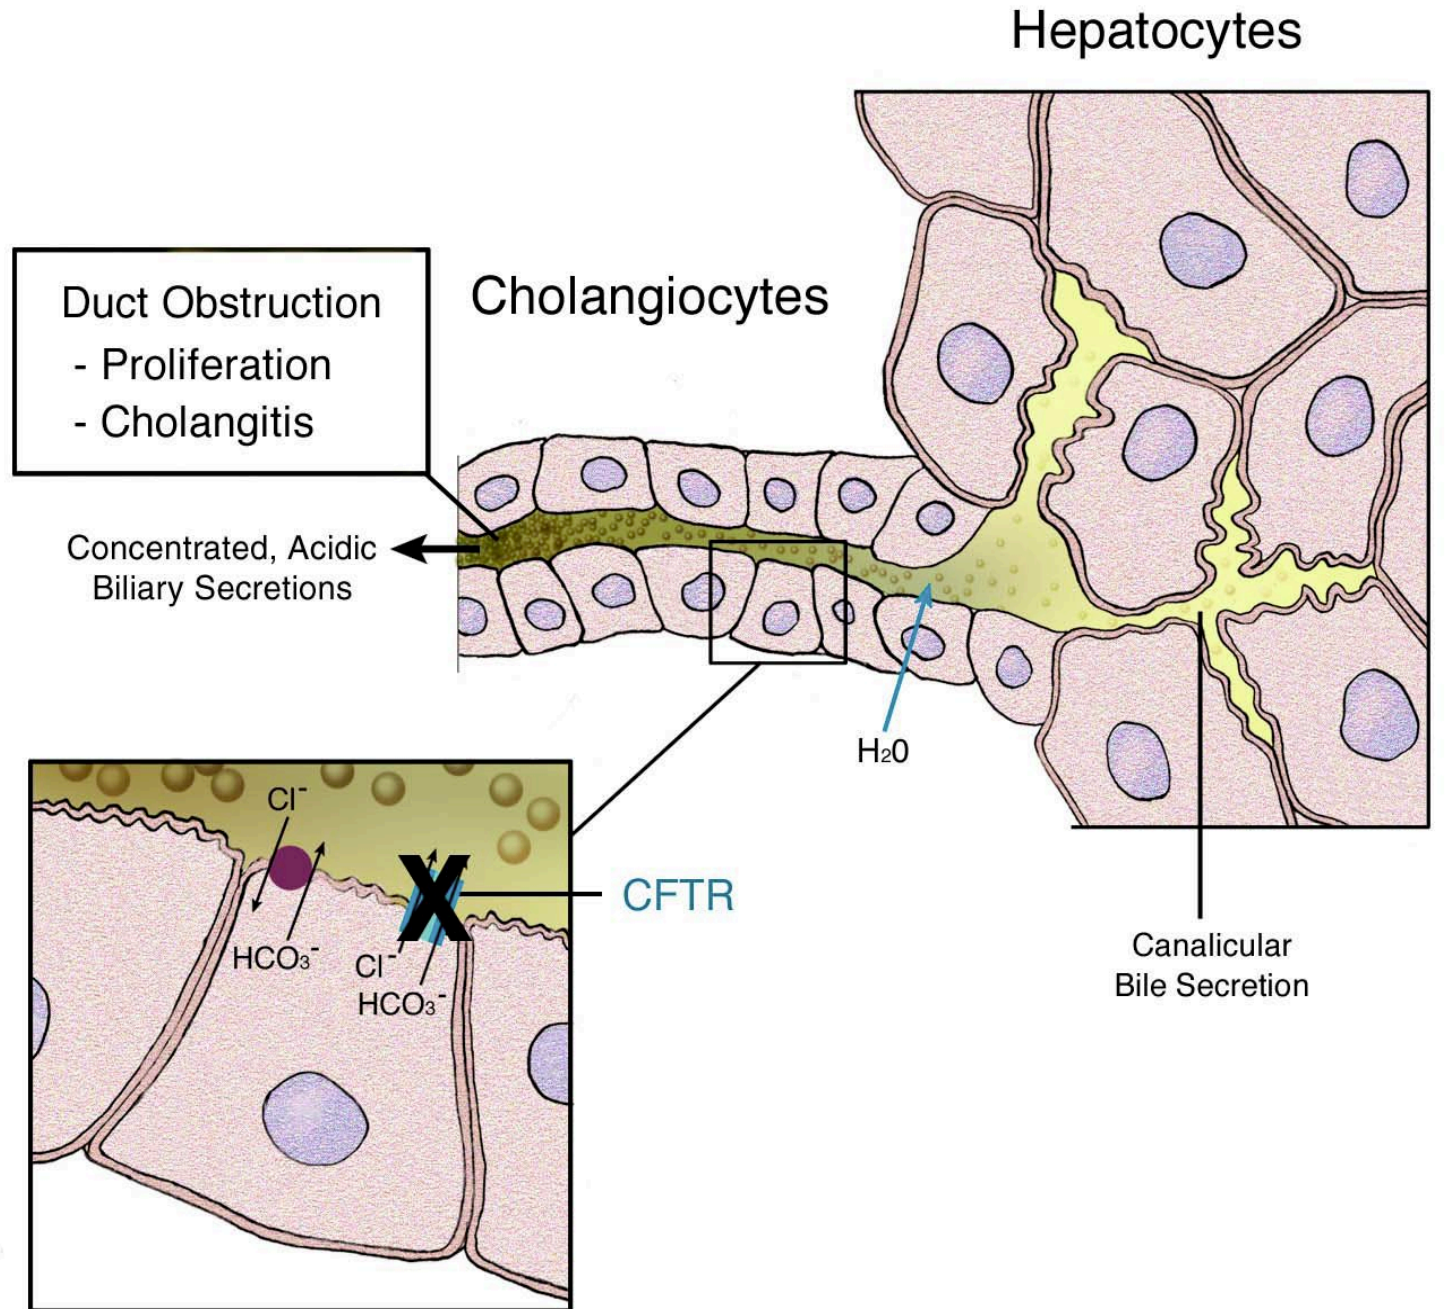 Hepatocytes
Cholangiocytes
Duct Obstruction
- Proliferation
- Cholangitis
Concentrated, Acidic
Biliary Secretions
H₂0
Cl⁻
HCO₃⁻
Cl⁻
HCO₃⁻
X
CFTR
Canalicular
Bile Secretion